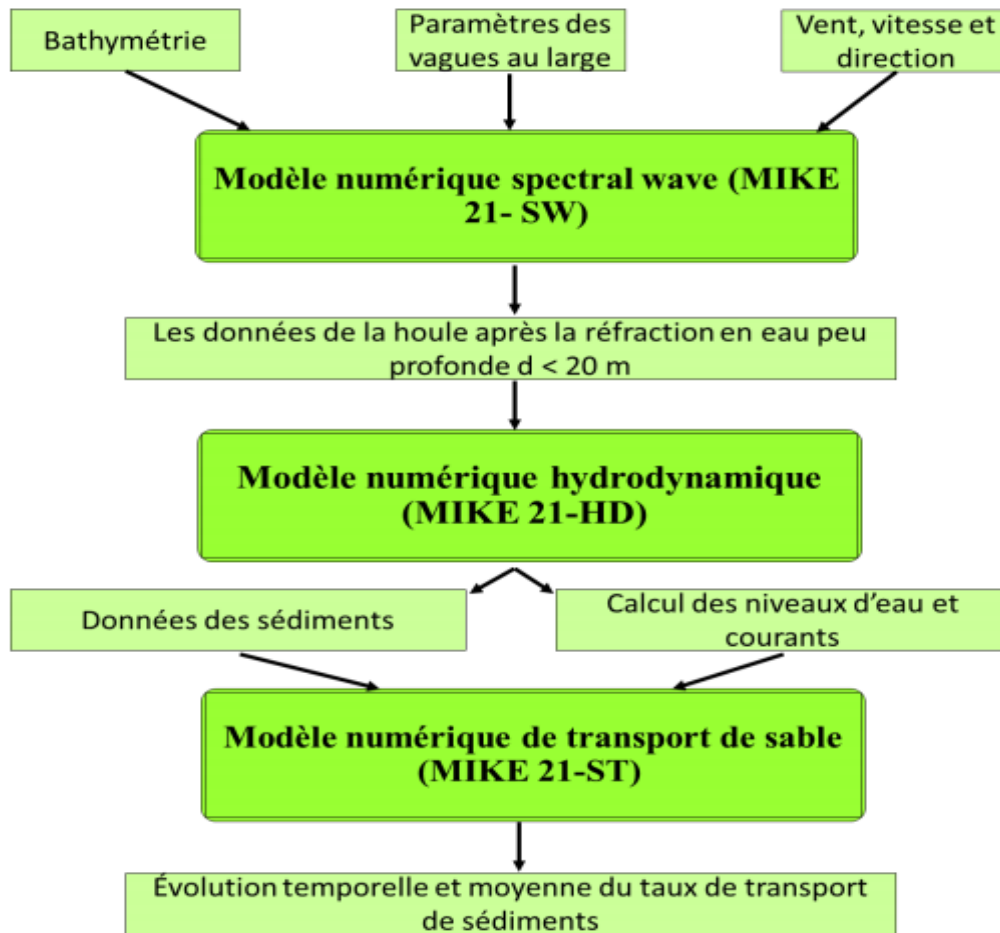 Bathymétrie
Paramètres des
vagues au large
Vent, vitesse et
direction
Modèle numérique spectral wave (MIKE
21- SW)
Les données de la houle après la réfraction en eau peu
profonde d < 20 m
Modèle numérique hydrodynamique
(MIKE 21-HD)
Données des sédiments
Calcul des niveaux d’eau et
courants
Modèle numérique de transport de sable
(MIKE 21-ST)
Évolution temporelle et moyenne du taux de transport
de sédiments